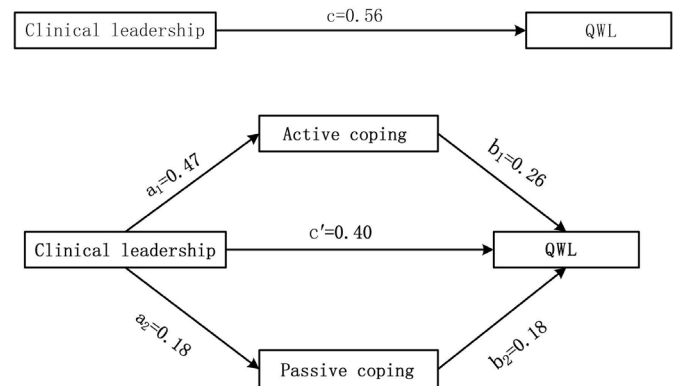 c=0.56
Clinical leadership
QWL
Active coping
a₁=0.47
b₁=0.26
Clinical leadership
c′=0.40
QWL
a₂=0.18
b₂=0.18
Passive coping